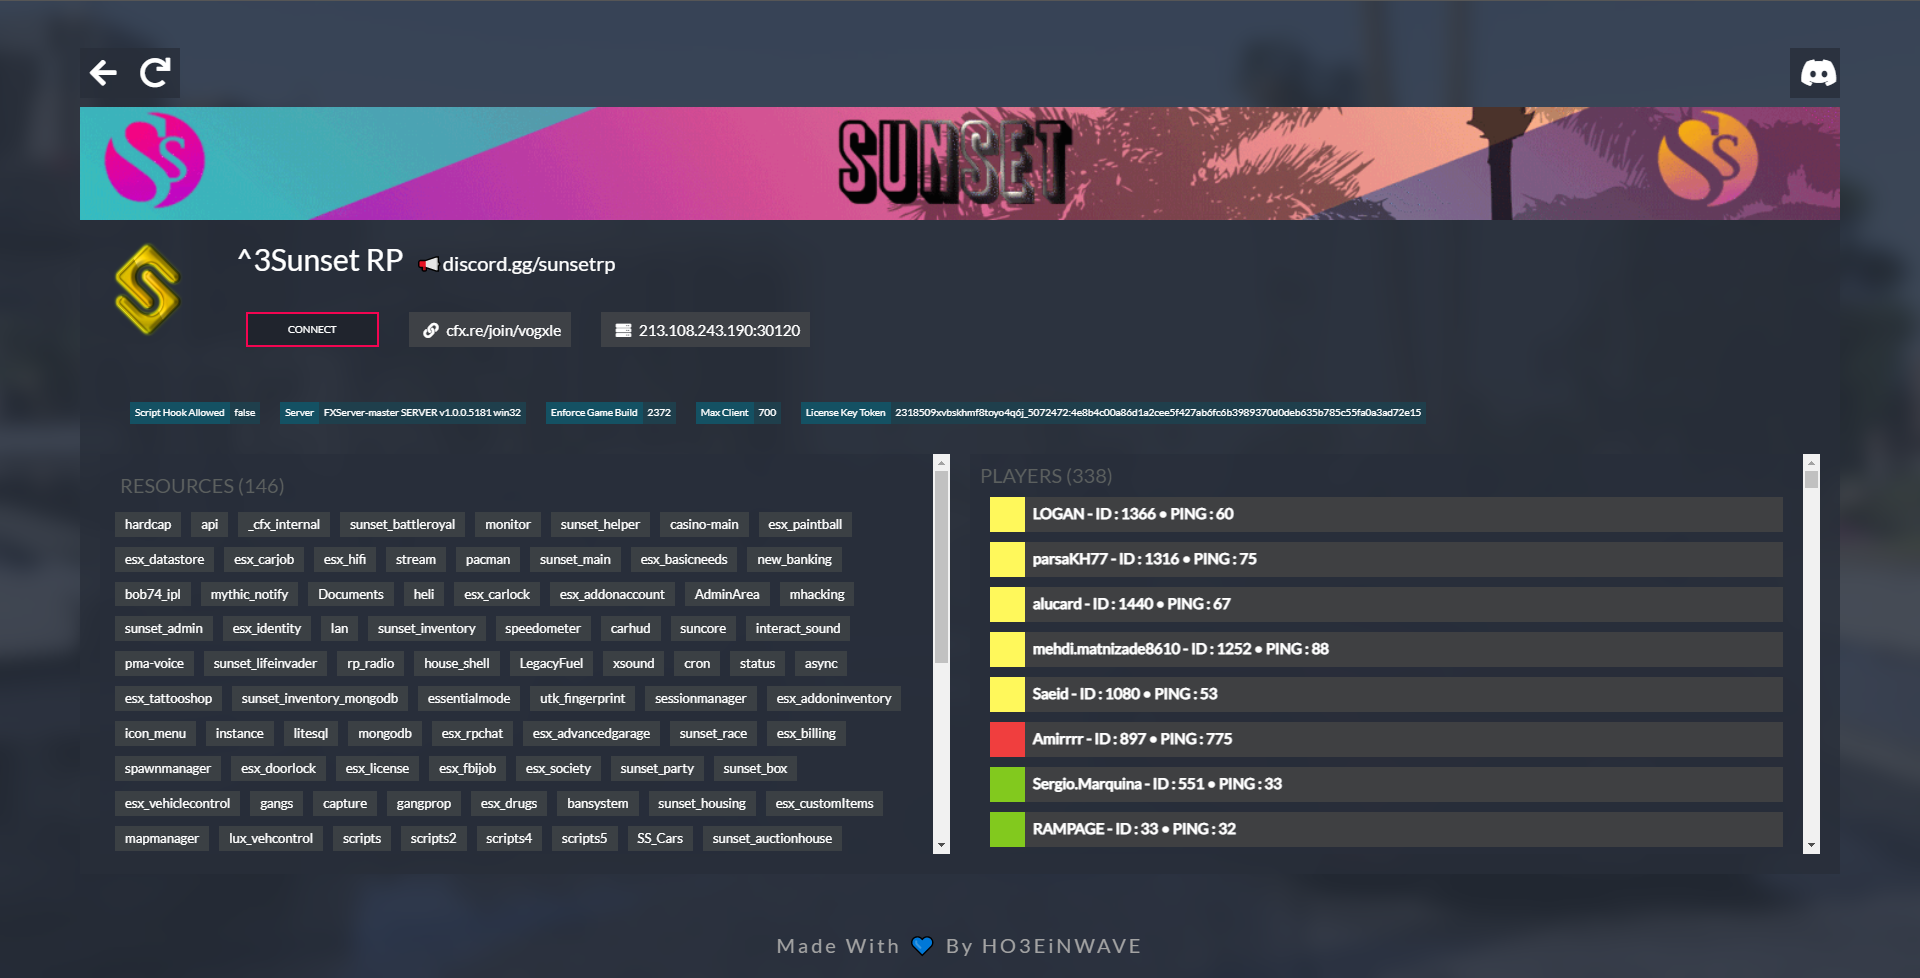 SUNSET
^3Sunset RP discord.gg/sunsetrp
CONNECT cfx.re/join/vogxle 213.108.243.190:30120
Script Hook Allowed false Server FXServer-master SERVER v1.0.0.5181 win32 Enforce Game Build 2372 Max Client 700 License Key Token 2318509xvbskhmf8toyo4q6j_5072472:4e8b4c00a86d1a2cee5f427ab6fc6b3989370d0deb635b785c55fa0a3ad72e15
RESOURCES (146)
hardcap api _cfx_internal sunset_battleroyal monitor sunset_helper casino-main esx_paintball
esx_datastore esx_carjob esx_hifi stream pacman sunset_main esx_basicneeds new_banking
bob74_ipl mythic_notify Documents heli esx_carlock esx_addonaccount AdminArea mhacking
sunset_admin esx_identity lan sunset_inventory speedometer carhud suncore interact_sound
pma-voice sunset_lifeinvader rp_radio house_shell LegacyFuel xsound cron status async
esx_tattooshop sunset_inventory_mongodb essentialmode utk_fingerprint sessionmanager esx_addoninventory
icon_menu instance litesql mongodb esx_rpchat esx_advancedgarage sunset_race esx_billing
spawnmanager esx_doorlock esx_license esx_fbijob esx_society sunset_party sunset_box
esx_vehiclecontrol gangs capture gangprop esx_drugs bansystem sunset_housing esx_customItems
mapmanager lux_vehcontrol scripts scripts2 scripts4 scripts5 SS_Cars sunset_auctionhouse
PLAYERS (338)
LOGAN - ID : 1366 • PING : 60
parsaKH77 - ID : 1316 • PING : 75
alucard - ID : 1440 • PING : 67
mehdi.matnizade8610 - ID : 1252 • PING : 88
Saeid - ID : 1080 • PING : 53
Amirrrr - ID : 897 • PING : 775
Sergio.Marquina - ID : 551 • PING : 33
RAMPAGE - ID : 33 • PING : 32
Made With 💙 By HO3EiNWAVE